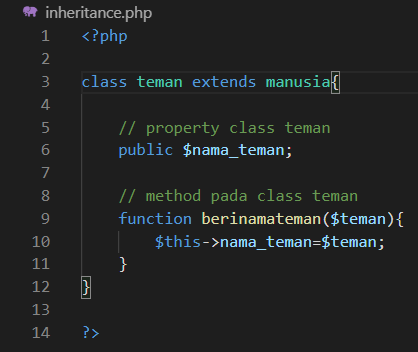 inheritance.php
1 <?php
2
3 class teman extends manusia{
4
5 // property class teman
6 public $nama_teman;
7
8 // method pada class teman
9 function berinamateman($teman){
10 $this->nama_teman=$teman;
11 }
12 }
13
14 ?>